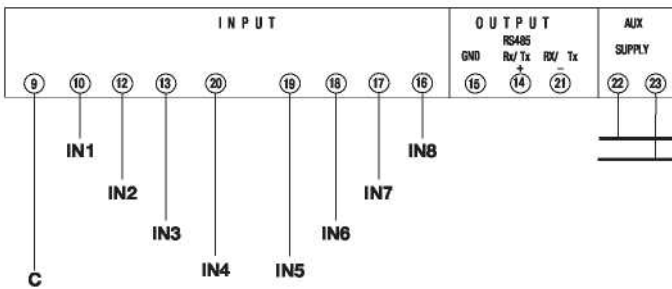 INPUT
OUTPUT
AUX
SUPPLY
RS485
GND Rx/Tx RX/ Tx
+ –
9 10 12 13 20 19 18 17 16 15 14 21 22 23
IN1 IN8
IN2 IN7
IN3 IN6
C IN4 IN5